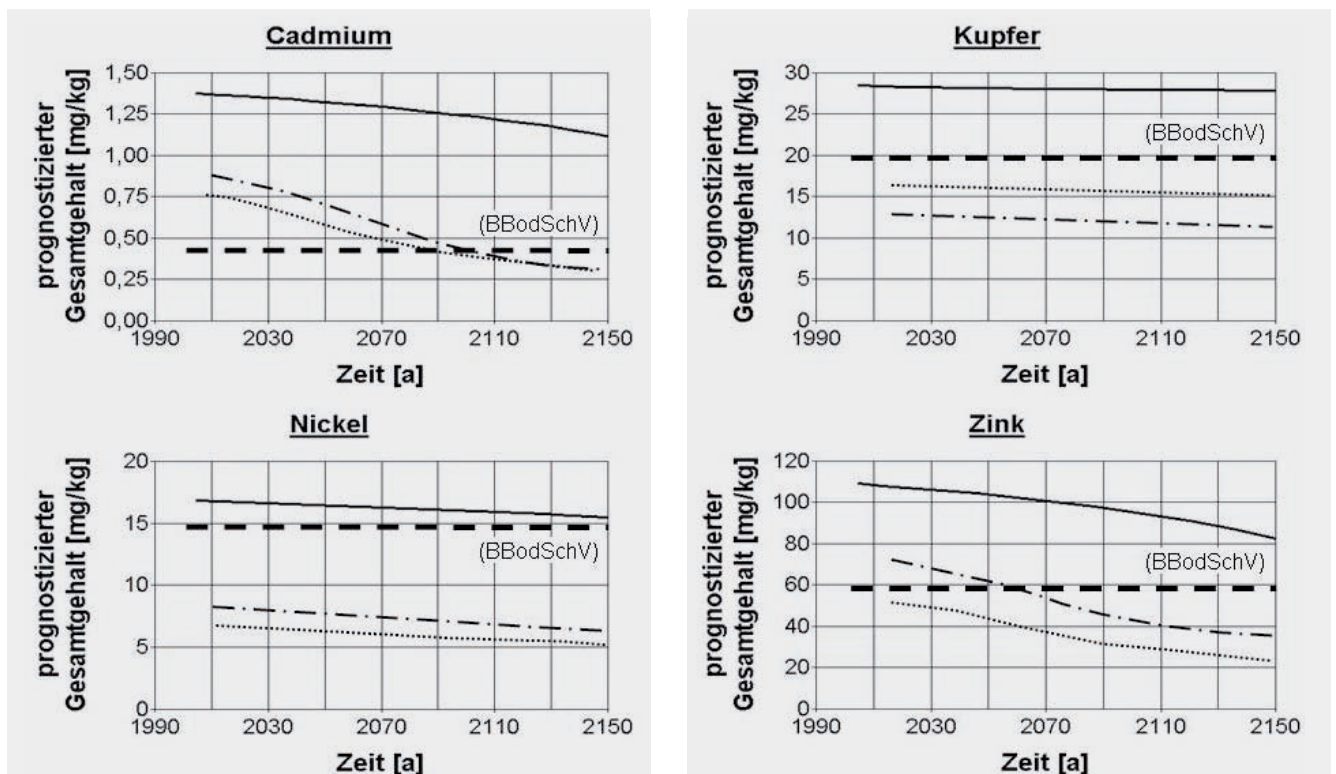 Cadmium
prognostizierter
Gesamtgehalt [mg/kg]
1,50
1,25
1,00
0,75
0,50
0,25
0,00
(BBodSchV)
1990 2030 2070 2110 2150
Zeit [a]
Kupfer
prognostizierter
Gesamtgehalt [mg/kg]
30
25
20
15
10
5
0
(BBodSchV)
1990 2030 2070 2110 2150
Zeit [a]
Nickel
prognostizierter
Gesamtgehalt [mg/kg]
20
15
10
5
0
(BBodSchV)
1990 2030 2070 2110 2150
Zeit [a]
Zink
prognostizierter
Gesamtgehalt [mg/kg]
120
100
80
60
40
20
0
(BBodSchV)
1990 2030 2070 2110 2150
Zeit [a]